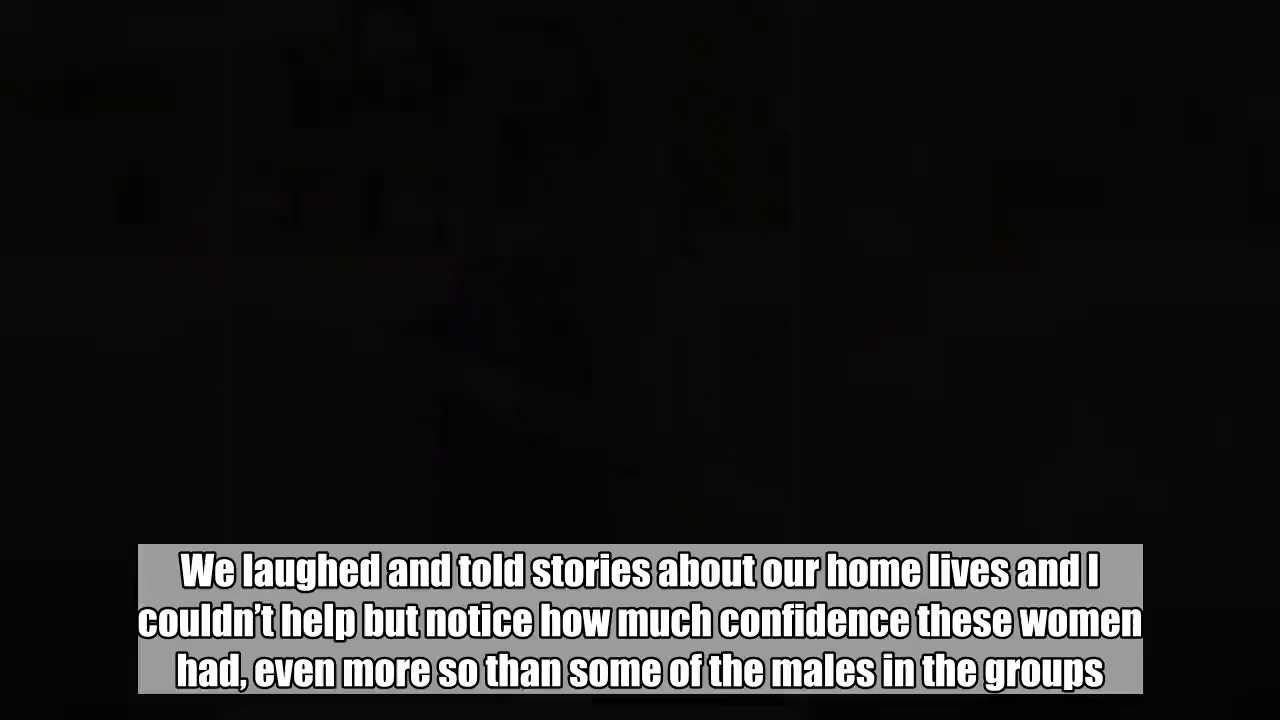 We laughed and told stories about our home lives and I
couldn’t help but notice how much confidence these women
had, even more so than some of the males in the groups